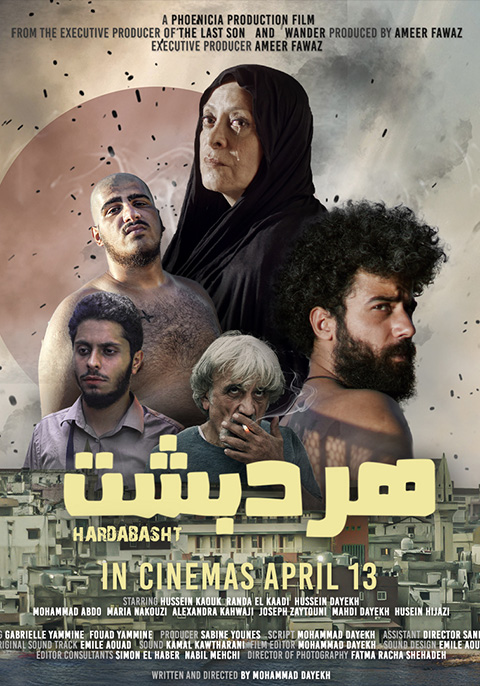 A PHOENICIA PRODUCTION FILM
FROM THE EXECUTIVE PRODUCER OF 'THE LAST SON' AND 'WANDER' PRODUCED BY AMEER FAWAZ
EXECUTIVE PRODUCER AMEER FAWAZ
هردبشت
HARDABASHT
IN CINEMAS APRIL 13
STARRING HUSSEIN KAOUK RANDA EL KAADI HUSSEIN DAYEKH
MOHAMMAD ABDO MARIA NAKOUZI ALEXANDRA KAHWAJI JOSEPH ZAYTOUNI MAHDI DAYEKH HUSEIN HIJAZI
GABRIELLE YAMMINE FOUAD YAMMINE PRODUCER SABINE YOUNES SCRIPT MOHAMMAD DAYEKH ASSISTANT DIRECTOR
ORIGINAL SOUND TRACK EMILE AOUAD SOUND KAMAL KAWTHARANI FILM EDITOR MOHAMMAD DAYEKH SOUND DESIGN EMILE
EDITOR CONSULTANTS SIMON EL HABER NABIL MEHCHI DIRECTOR OF PHOTOGRAPHY FATMA RACHA SHEHADEH
WRITTEN AND DIRECTED BY MOHAMMAD DAYEKH